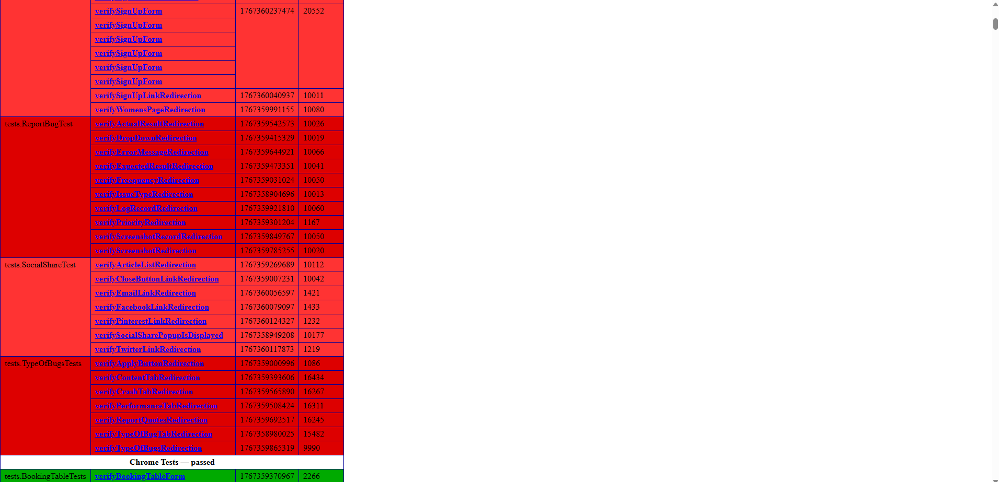 verifySignUpForm 1767360237474 20552
verifySignUpForm
verifySignUpForm
verifySignUpForm
verifySignUpForm
verifySignUpForm
verifySignUpLinkRedirection 1767360040937 10011
verifyWomensPageRedirection 1767359991155 10080
tests.ReportBugTest verifyActualResultRedirection 1767359542573 10026
verifyDropDownRedirection 1767359415329 10019
verifyErrorMessageRedirection 1767359644921 10066
verifyExpectedResultRedirection 1767359473351 10041
verifyFreequencyRedirection 1767359031024 10050
verifyIssueTypeRedirection 1767358904696 10013
verifyLogRecordRedirection 1767359921810 10060
verifyPriorityRedirection 1767359301204 1167
verifyScreenshotRecordRedirection 1767359849767 10050
verifyScreenshotRedirection 1767359785255 10020
tests.SocialShareTest verifyArticleListRedirection 1767359269689 10112
verifyCloseButtonLinkRedirection 1767359007231 10042
verifyEmailLinkRedirection 1767360056597 1421
verifyFacebookLinkRedirection 1767360079097 1433
verifyPinterestLinkRedirection 1767360124327 1232
verifySocialSharePopupIsDisplayed 1767358949208 10177
verifyTwitterLinkRedirection 1767360117873 1219
tests.TypeOfBugsTests verifyApplyButtonRedirection 1767359000996 1086
verifyContentTabRedirection 1767359393606 16434
verifyCrashTabRedirection 1767359565890 16267
verifyPerformanceTabRedirection 1767359508424 16311
verifyReportQuotesRedirection 1767359692517 16245
verifyTypeOfBugTabRedirection 1767358980025 15482
verifyTypeOfBugsRedirection 1767359865319 9990
Chrome Tests — passed
tests.BookingTableTests verifyBookingTableForm 1767359370967 2266